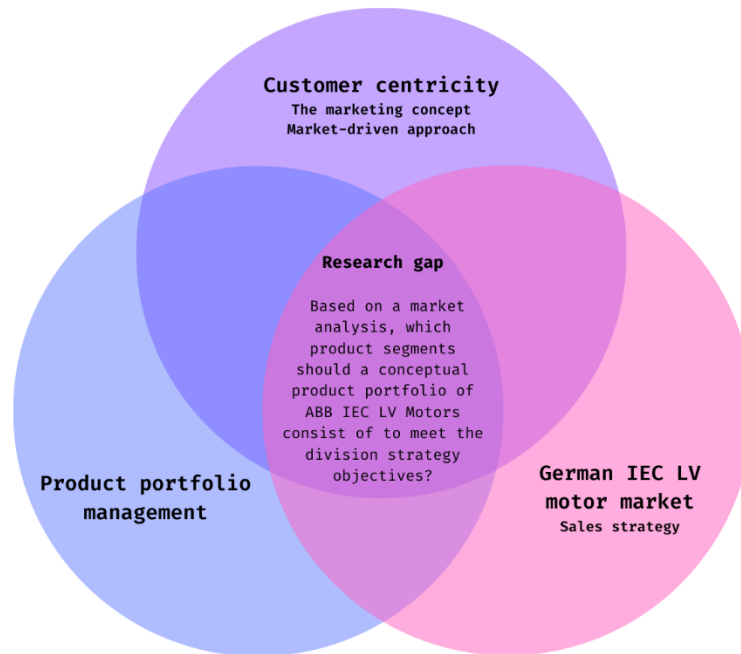 Customer centricity
The marketing concept
Market-driven approach
Research gap
Based on a market
analysis, which
product segments
should a conceptual
product portfolio of
ABB IEC LV Motors
consist of to meet the
division strategy
objectives?
Product portfolio
management
German IEC LV
motor market
Sales strategy